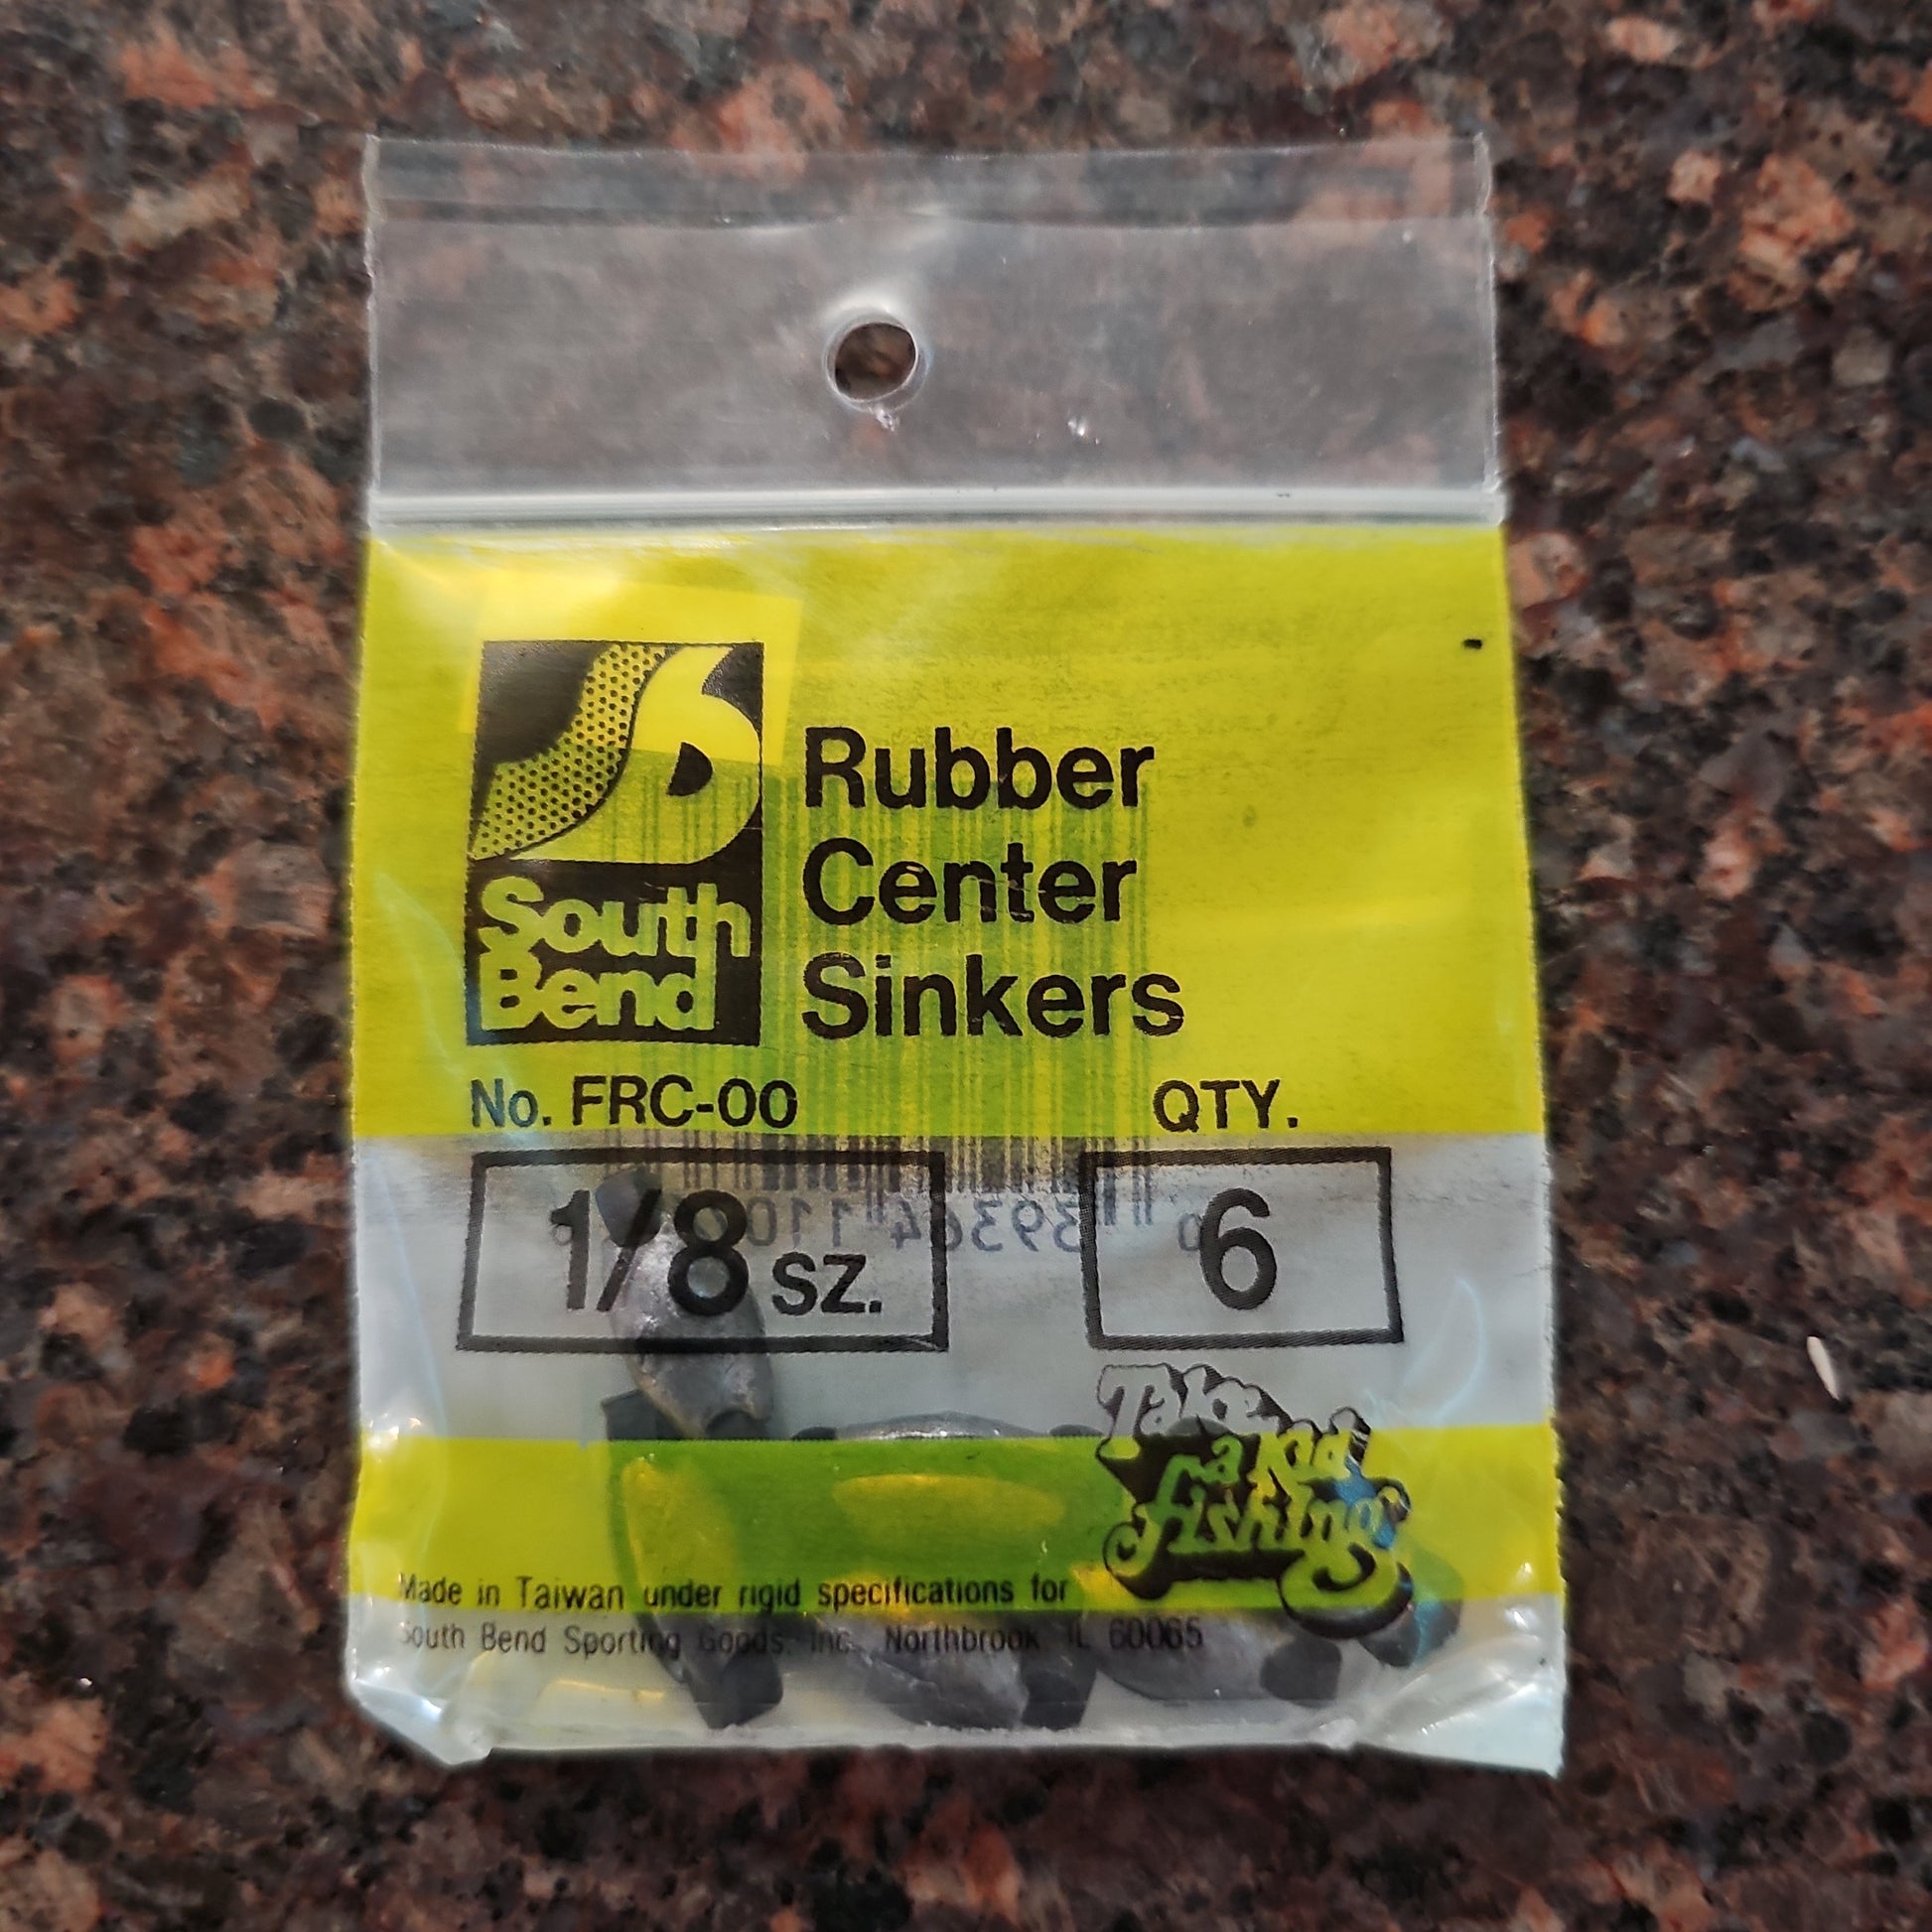 South
Bend
Rubber
Center
Sinkers
No. FRC-00
QTY.
1/8 SZ.
6
Take
a Kid
fishing
Made in Taiwan under rigid specifications for
South Bend Sporting Goods, Inc. Northbrook IL 60065